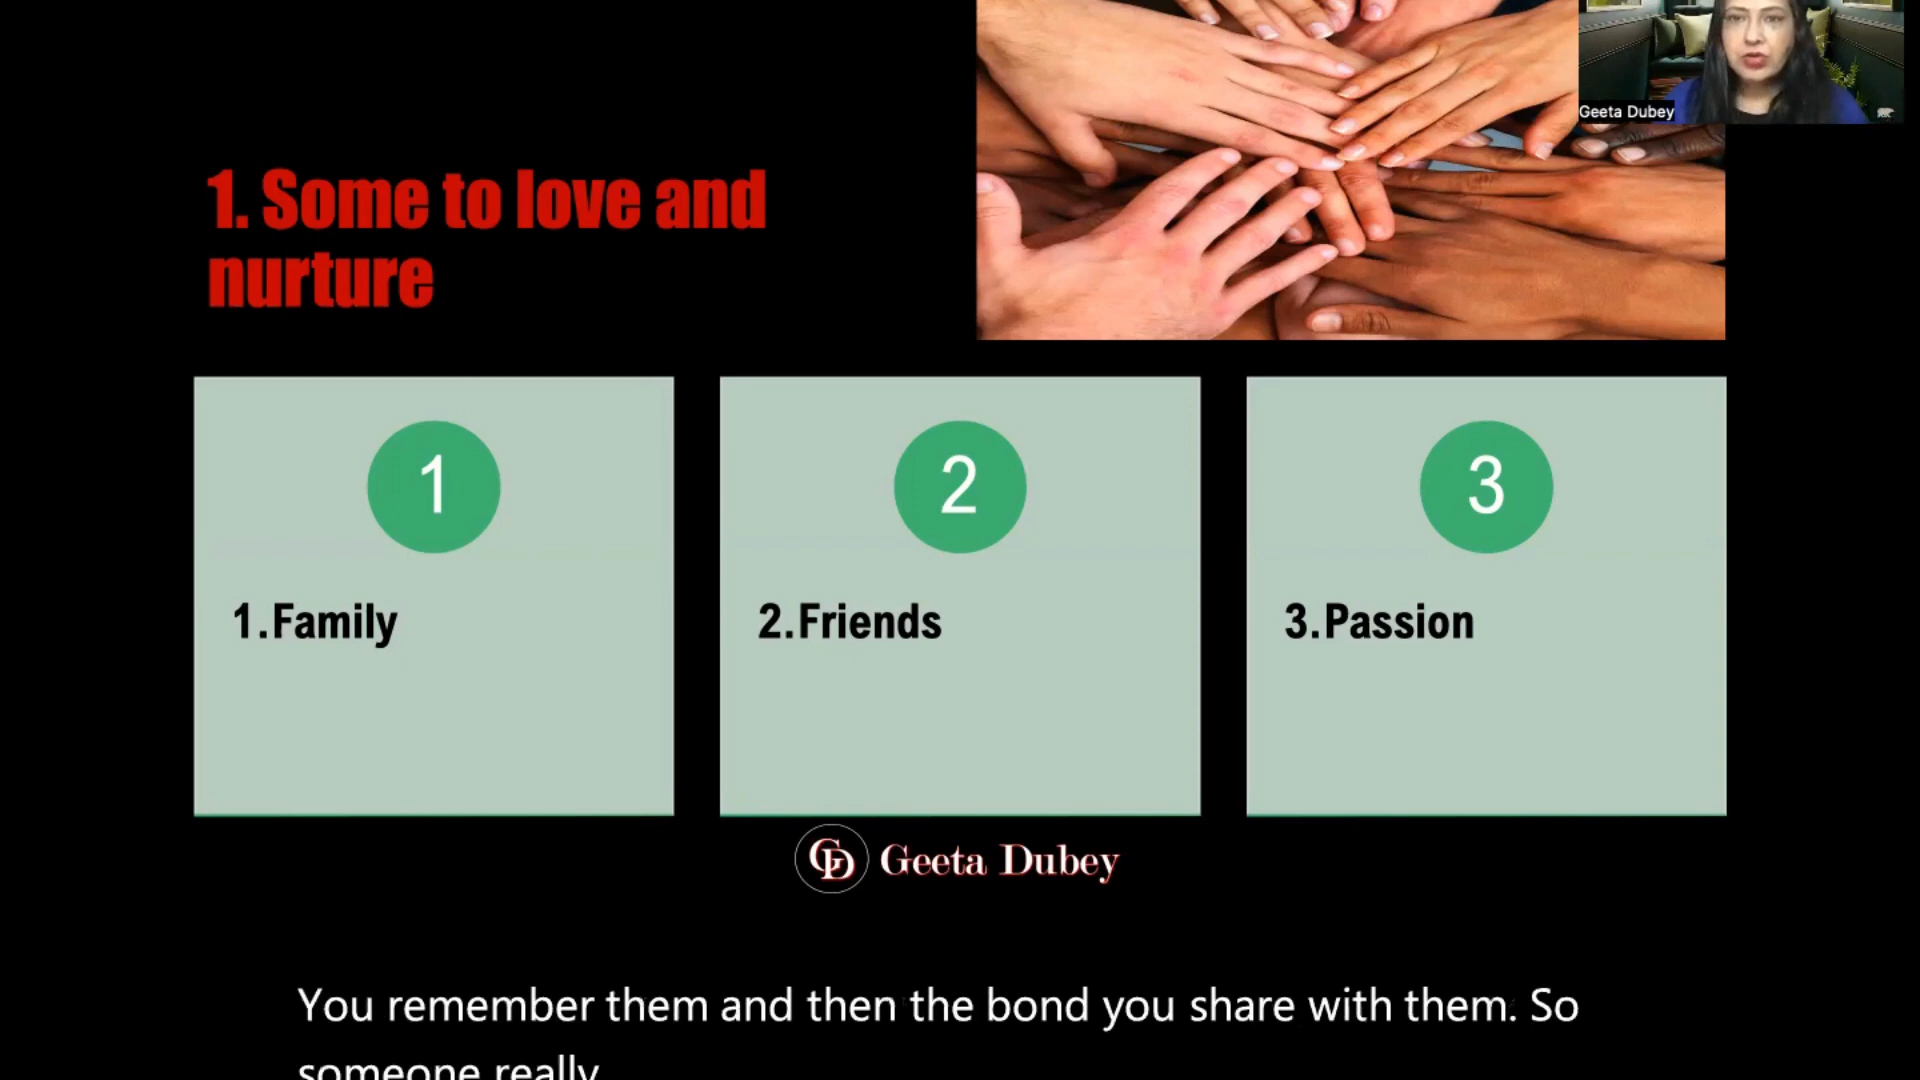 Geeta Dubey
1. Some to love and
nurture
1
2
3
1.Family
2.Friends
3.Passion
GD Geeta Dubey
You remember them and then the bond you share with them. So
someone really